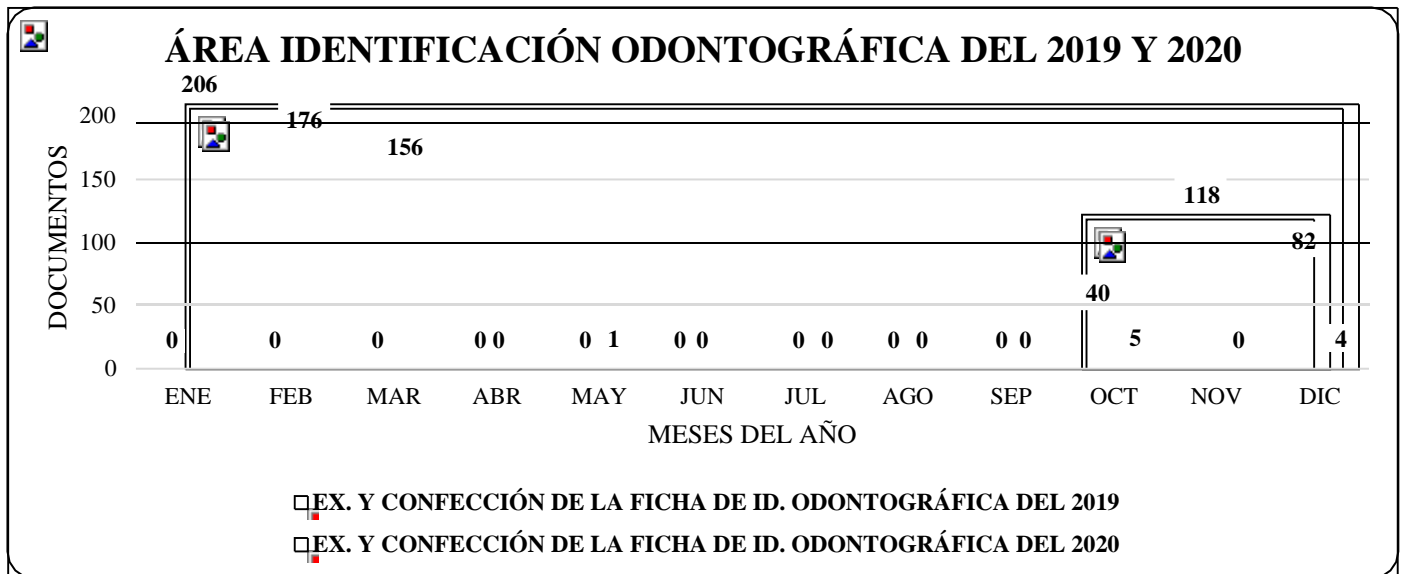 ÁREA IDENTIFICACIÓN ODONTOGRÁFICA DEL 2019 Y 2020
206
200
176
156
150
118
DOCUMENTOS
100
82
50
40
0 0 0 0 0 0 1 0 0 0 0 0 0 0 0 5 0 4
0
ENE FEB MAR ABR MAY JUN JUL AGO SEP OCT NOV DIC
MESES DEL AÑO
EX. Y CONFECCIÓN DE LA FICHA DE ID. ODONTOGRÁFICA DEL 2019
EX. Y CONFECCIÓN DE LA FICHA DE ID. ODONTOGRÁFICA DEL 2020